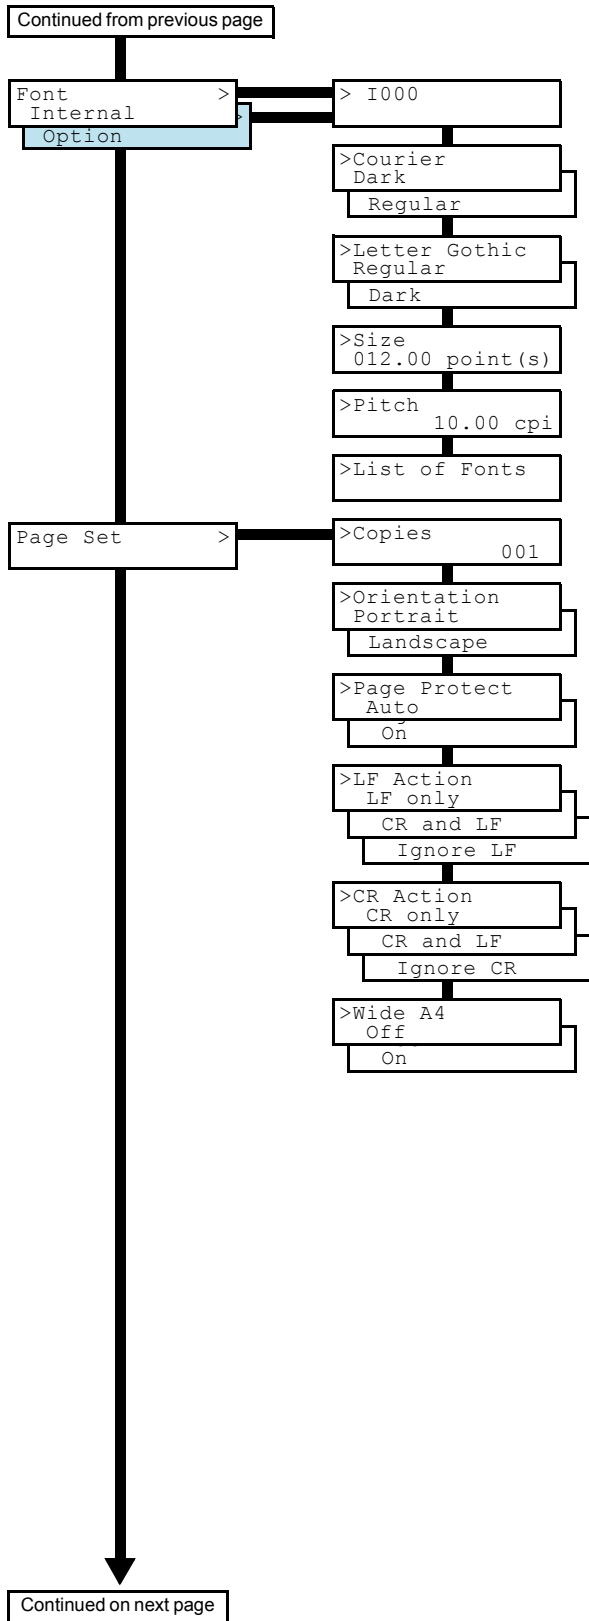 Continued from previous page
Font >
Internal
>
Option
> I000
>Courier
Dark
Regular
>Letter Gothic
Regular
Dark
>Size
012.00 point(s)
>Pitch
10.00 cpi
>List of Fonts
Page Set >
>Copies
001
>Orientation
Portrait
Landscape
>Page Protect
Auto
On
>LF Action
LF only
CR and LF
Ignore LF
>CR Action
CR only
CR and LF
Ignore CR
>Wide A4
Off
On
Continued on next page